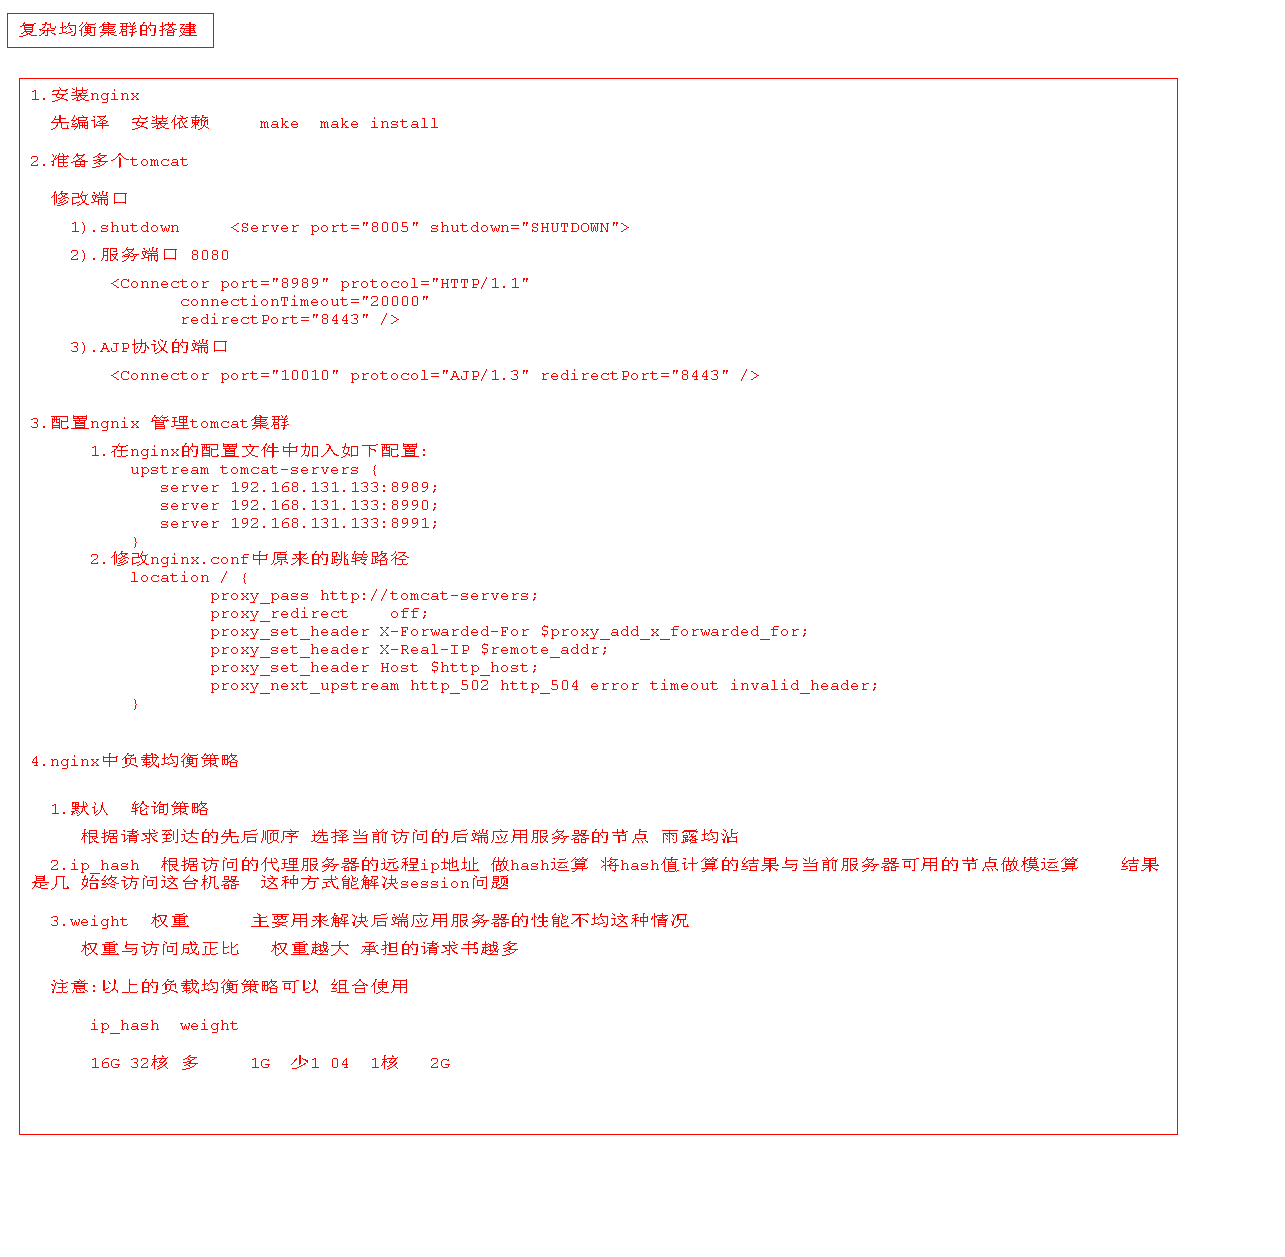 复杂均衡集群的搭建
1.安装nginx
先编译  安装依赖     make  make install
2.准备多个tomcat
修改端口
1).shutdown     <Server port="8005" shutdown="SHUTDOWN">
2).服务端口 8080
<Connector port="8989" protocol="HTTP/1.1"
connectionTimeout="20000"
redirectPort="8443" />
3).AJP协议的端口
<Connector port="10010" protocol="AJP/1.3" redirectPort="8443" />
3.配置ngnix 管理tomcat集群
1.在nginx的配置文件中加入如下配置:
upstream tomcat-servers {
server 192.168.131.133:8989;
server 192.168.131.133:8990;
server 192.168.131.133:8991;
}
2.修改nginx.conf中原来的跳转路径
location / {
proxy_pass http://tomcat-servers;
proxy_redirect    off;
proxy_set_header X-Forwarded-For $proxy_add_x_forwarded_for;
proxy_set_header X-Real-IP $remote_addr;
proxy_set_header Host $http_host;
proxy_next_upstream http_502 http_504 error timeout invalid_header;
}
4.nginx中负载均衡策略
1.默认  轮询策略
根据请求到达的先后顺序 选择当前访问的后端应用服务器的节点 雨露均沾
2.ip_hash  根据访问的代理服务器的远程ip地址 做hash运算 将hash值计算的结果与当前服务器可用的节点做模运算    结果
是几 始终访问这台机器  这种方式能解决session问题
3.weight  权重      主要用来解决后端应用服务器的性能不均这种情况
权重与访问成正比   权重越大 承担的请求书越多
注意:以上的负载均衡策略可以 组合使用
ip_hash  weight
16G 32核 多     1G  少1 04  1核   2G